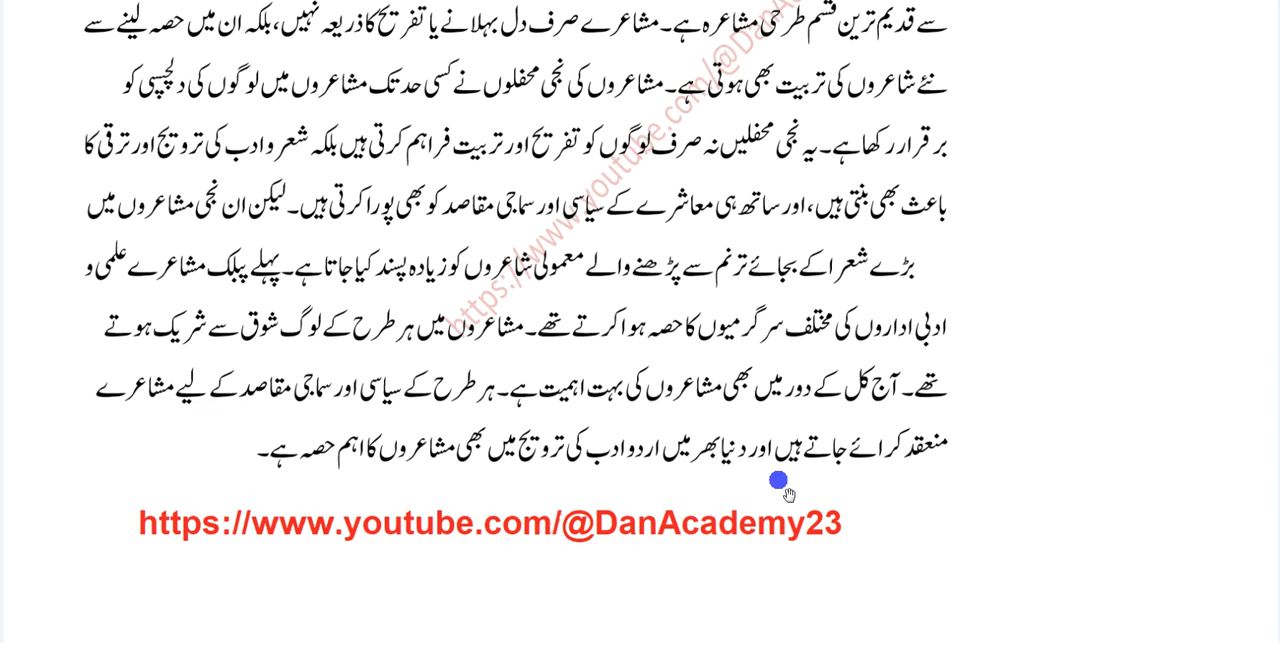 سے قدیم ترین قسم طرحی مشاعرہ ہے۔ مشاعرے صرف دل بہلانے یا تفریح کا ذریعہ نہیں، بلکہ ان میں حصہ لینے سے
نئے شاعروں کی تربیت بھی ہوتی ہے۔ مشاعروں کی نجی محفلوں نے کسی حد تک مشاعروں میں لوگوں کی دلچسپی کو
برقرار رکھا ہے۔ یہ نجی محفلیں نہ صرف لوگوں کو تفریح اور تربیت فراہم کرتی ہیں بلکہ شعر و ادب کی ترویج اور ترقی کا
باعث بھی بنتی ہیں، اور ساتھ ہی معاشرے کے سیاسی اور سماجی مقاصد کو بھی پورا کرتی ہیں۔ لیکن ان نجی مشاعروں میں
بڑے شعرا کے بجائے ترنم سے پڑھنے والے معمولی شاعروں کو زیادہ پسند کیا جاتا ہے۔ پہلے پبلک مشاعرے علمی و
ادبی اداروں کی مختلف سرگرمیوں کا حصہ ہوا کرتے تھے۔ مشاعروں میں ہر طرح کے لوگ شوق سے شریک ہوتے
تھے۔ آج کل کے دور میں بھی مشاعروں کی بہت اہمیت ہے۔ ہر طرح کے سیاسی اور سماجی مقاصد کے لیے مشاعرے
منعقد کرائے جاتے ہیں اور دنیا بھر میں اردو ادب کی ترویج میں بھی مشاعروں کا اہم حصہ ہے۔
https://www.youtube.com/@DanAcademy23
https://www.youtube.com/@DanA